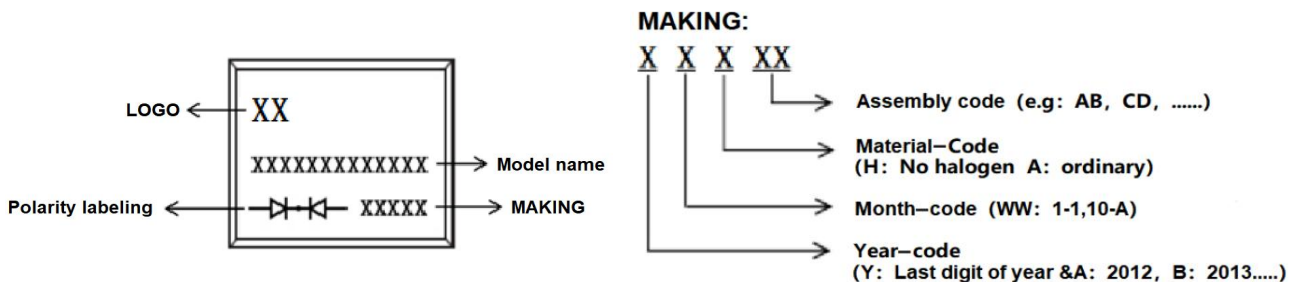 MAKING:
X X X XX
LOGO
XX
XXXXXXXXXXXXX
Model name
Polarity labeling
XXXXX
MAKING
Assembly code (e.g: AB, CD, ......)
Material-Code
(H: No halogen A: ordinary)
Month-code (WW: 1-1,10-A)
Year-code
(Y: Last digit of year &A: 2012, B: 2013.....)